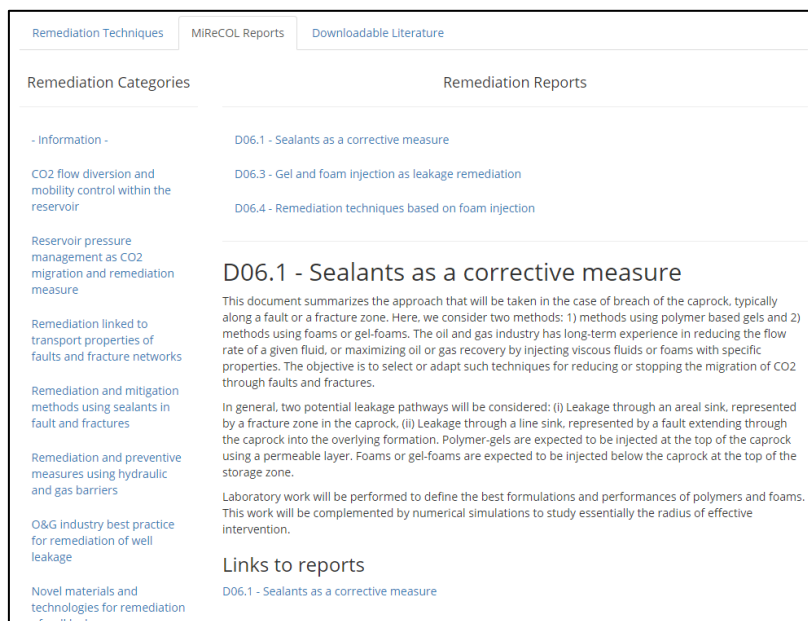 Remediation Techniques
MiReCOL Reports
Downloadable Literature
Remediation Categories
- Information -
CO2 flow diversion and
mobility control within the
reservoir
Reservoir pressure
management as CO2
migration and remediation
measure
Remediation linked to
transport properties of
faults and fracture networks
Remediation and mitigation
methods using sealants in
fault and fractures
Remediation and preventive
measures using hydraulic
and gas barriers
O&G industry best practice
for remediation of well
leakage
Novel materials and
technologies for remediation
Remediation Reports
D06.1 - Sealants as a corrective measure
D06.3 - Gel and foam injection as leakage remediation
D06.4 - Remediation techniques based on foam injection
D06.1 - Sealants as a corrective measure
This document summarizes the approach that will be taken in the case of breach of the caprock, typically
along a fault or a fracture zone. Here, we consider two methods: 1) methods using polymer based gels and 2)
methods using foams or gel-foams. The oil and gas industry has long-term experience in reducing the flow
rate of a given fluid, or maximizing oil or gas recovery by injecting viscous fluids or foams with specific
properties. The objective is to select or adapt such techniques for reducing or stopping the migration of CO2
through faults and fractures.
In general, two potential leakage pathways will be considered: (i) Leakage through an areal sink, represented
by a fracture zone in the caprock, (ii) Leakage through a line sink, represented by a fault extending through
the caprock into the overlying formation. Polymer-gels are expected to be injected at the top of the caprock
using a permeable layer. Foams or gel-foams are expected to be injected below the caprock at the top of the
storage zone.
Laboratory work will be performed to define the best formulations and performances of polymers and foams.
This work will be complemented by numerical simulations to study essentially the radius of effective
intervention.
Links to reports
D06.1 - Sealants as a corrective measure